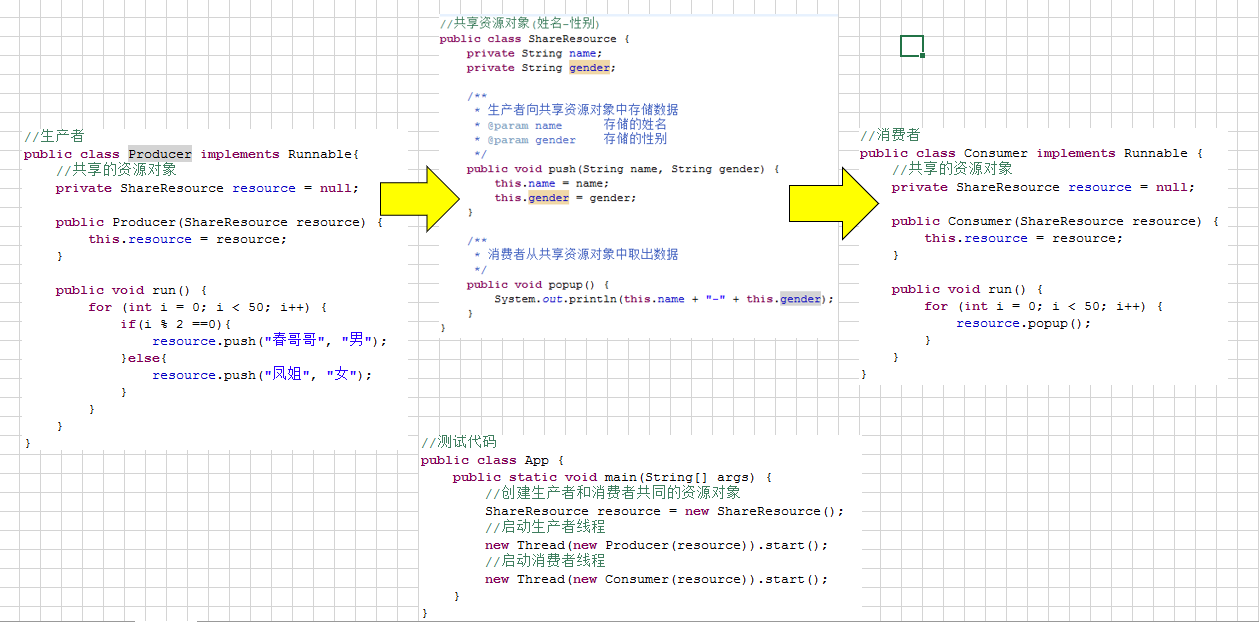 //生产者
public class Producer implements Runnable{
//共享的资源对象
private ShareResource resource = null;
public Producer(ShareResource resource) {
this.resource = resource;
}
public void run() {
for (int i = 0; i < 50; i++) {
if(i % 2 ==0){
resource.push("春哥哥", "男");
}else{
resource.push("凤姐", "女");
}
}
}
}
//共享资源对象(姓名-性别)
public class ShareResource {
private String name;
private String gender;
/**
* 生产者向共享资源对象中存储数据
* @param name 存储的姓名
* @param gender 存储的性别
*/
public void push(String name, String gender) {
this.name = name;
this.gender = gender;
}
/**
* 消费者从共享资源对象中取出数据
*/
public void popup() {
System.out.println(this.name + "-" + this.gender);
}
}
//消费者
public class Consumer implements Runnable {
//共享的资源对象
private ShareResource resource = null;
public Consumer(ShareResource resource) {
this.resource = resource;
}
public void run() {
for (int i = 0; i < 50; i++) {
resource.popup();
}
}
}
//测试代码
public class App {
public static void main(String[] args) {
//创建生产者和消费者共同的资源对象
ShareResource resource = new ShareResource();
//启动生产者线程
new Thread(new Producer(resource)).start();
//启动消费者线程
new Thread(new Consumer(resource)).start();
}
}